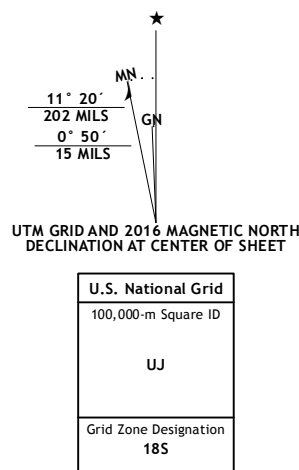 ★
MN
11° 20´
202 MILS
GN
0° 50´
15 MILS
UTM GRID AND 2016 MAGNETIC NORTH
DECLINATION AT CENTER OF SHEET
U.S. National Grid
100,000-m Square ID
UJ
Grid Zone Designation
18S